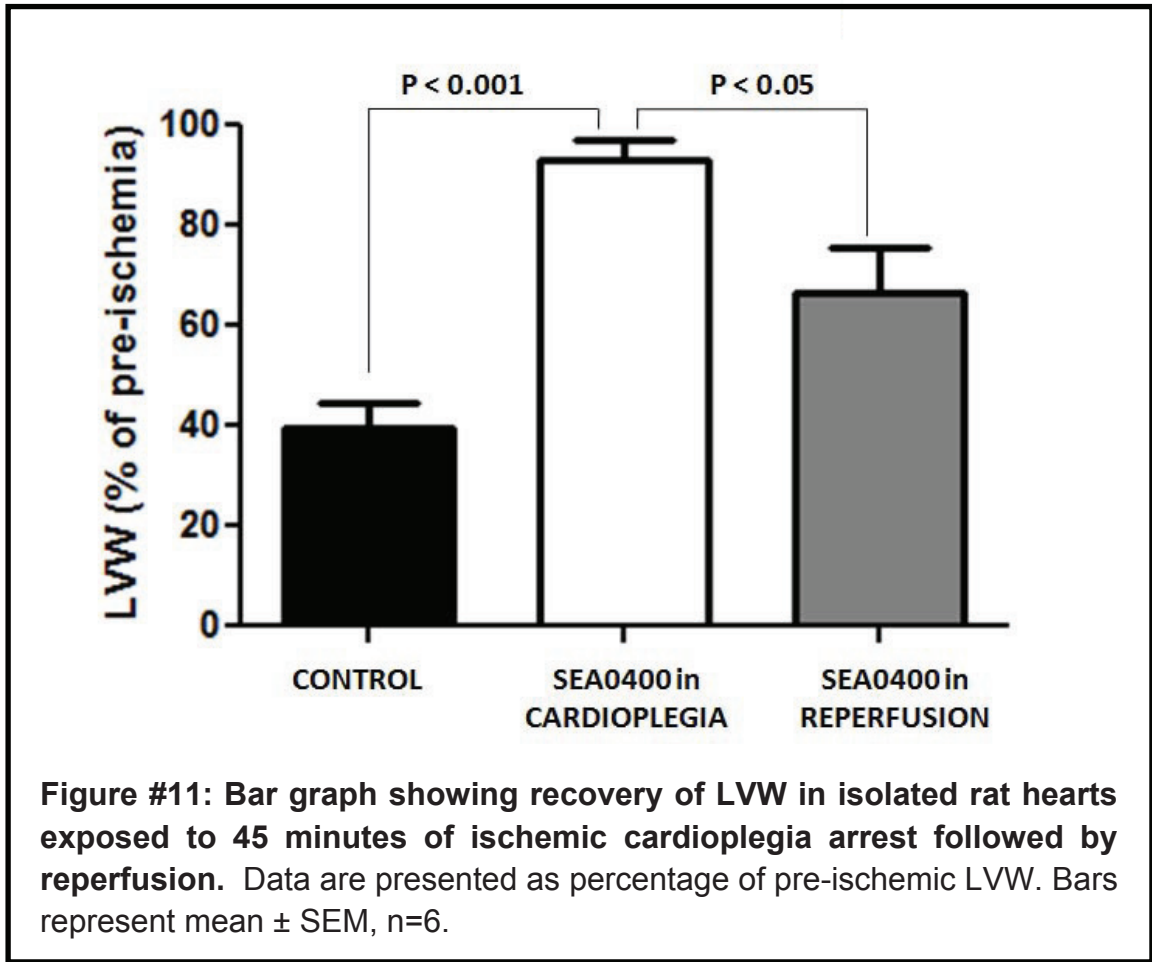 P < 0.001 P < 0.05
LVW (% of pre-ischemia)
100
80
60
40
20
0
CONTROL SEA0400 in SEA0400 in
CARDIOPLEGIA REPERFUSION
Figure #11: Bar graph showing recovery of LVW in isolated rat hearts
exposed to 45 minutes of ischemic cardioplegia arrest followed by
reperfusion. Data are presented as percentage of pre-ischemic LVW. Bars
represent mean ± SEM, n=6.